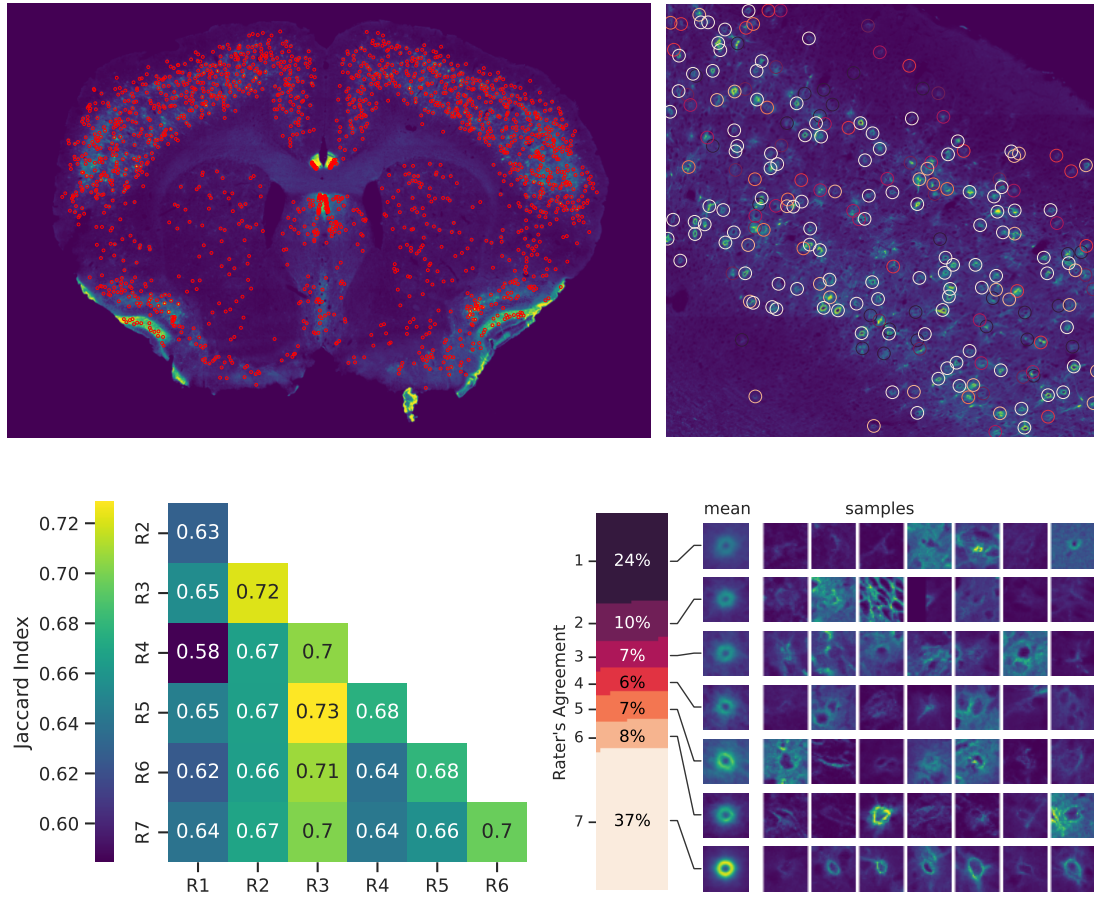 mean samples
0.72
0.70
0.68
0.66
0.64
0.62
0.60
Jaccard Index
R2 0.63
R3 0.65 0.72
R4 0.58 0.67 0.7
R5 0.65 0.67 0.73 0.68
R6 0.62 0.66 0.71 0.64 0.68
R7 0.64 0.67 0.7 0.64 0.66 0.7
R1 R2 R3 R4 R5 R6
Rater's Agreement
1 24%
2 10%
3 7%
4 6%
5 7%
6 8%
7 37%